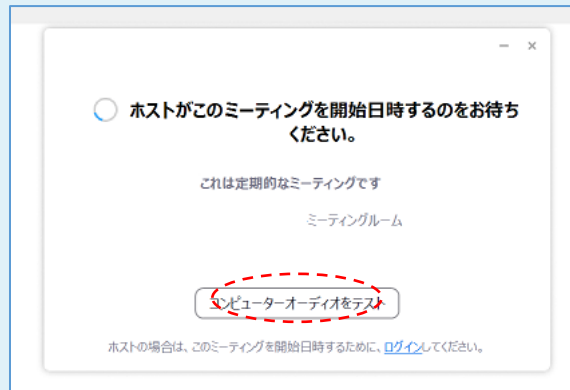 ホストがこのミーティングを開始日時するのをお待ち
ください。
これは定期的なミーティングです
ミーティングルーム
コンピューターオーディオをテスト
ホストの場合は、このミーティングを開始日時するために、ログインしてください。